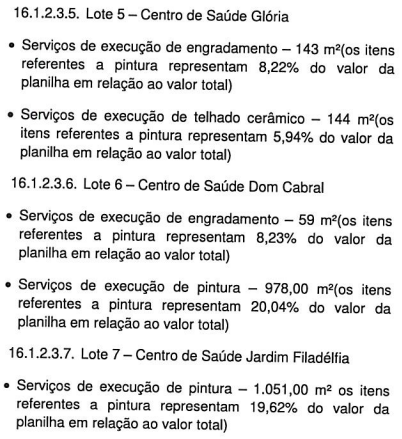 16.1.2.3.5. Lote 5 – Centro de Saúde Glória
• Serviços de execução de engradamento – 143 m²(os itens
referentes a pintura representam 8,22% do valor da
planilha em relação ao valor total)
• Serviços de execução de telhado cerâmico – 144 m²(os
itens referentes a pintura representam 5,94% do valor da
planilha em relação ao valor total)
16.1.2.3.6. Lote 6 – Centro de Saúde Dom Cabral
• Serviços de execução de engradamento – 59 m²(os itens
referentes a pintura representam 8,23% do valor da
planilha em relação ao valor total)
• Serviços de execução de pintura – 978,00 m²(os itens
referentes a pintura representam 20,04% do valor da
planilha em relação ao valor total)
16.1.2.3.7. Lote 7 – Centro de Saúde Jardim Filadélfia
• Serviços de execução de pintura – 1.051,00 m² os itens
referentes a pintura representam 19,62% do valor da
planilha em relação ao valor total)